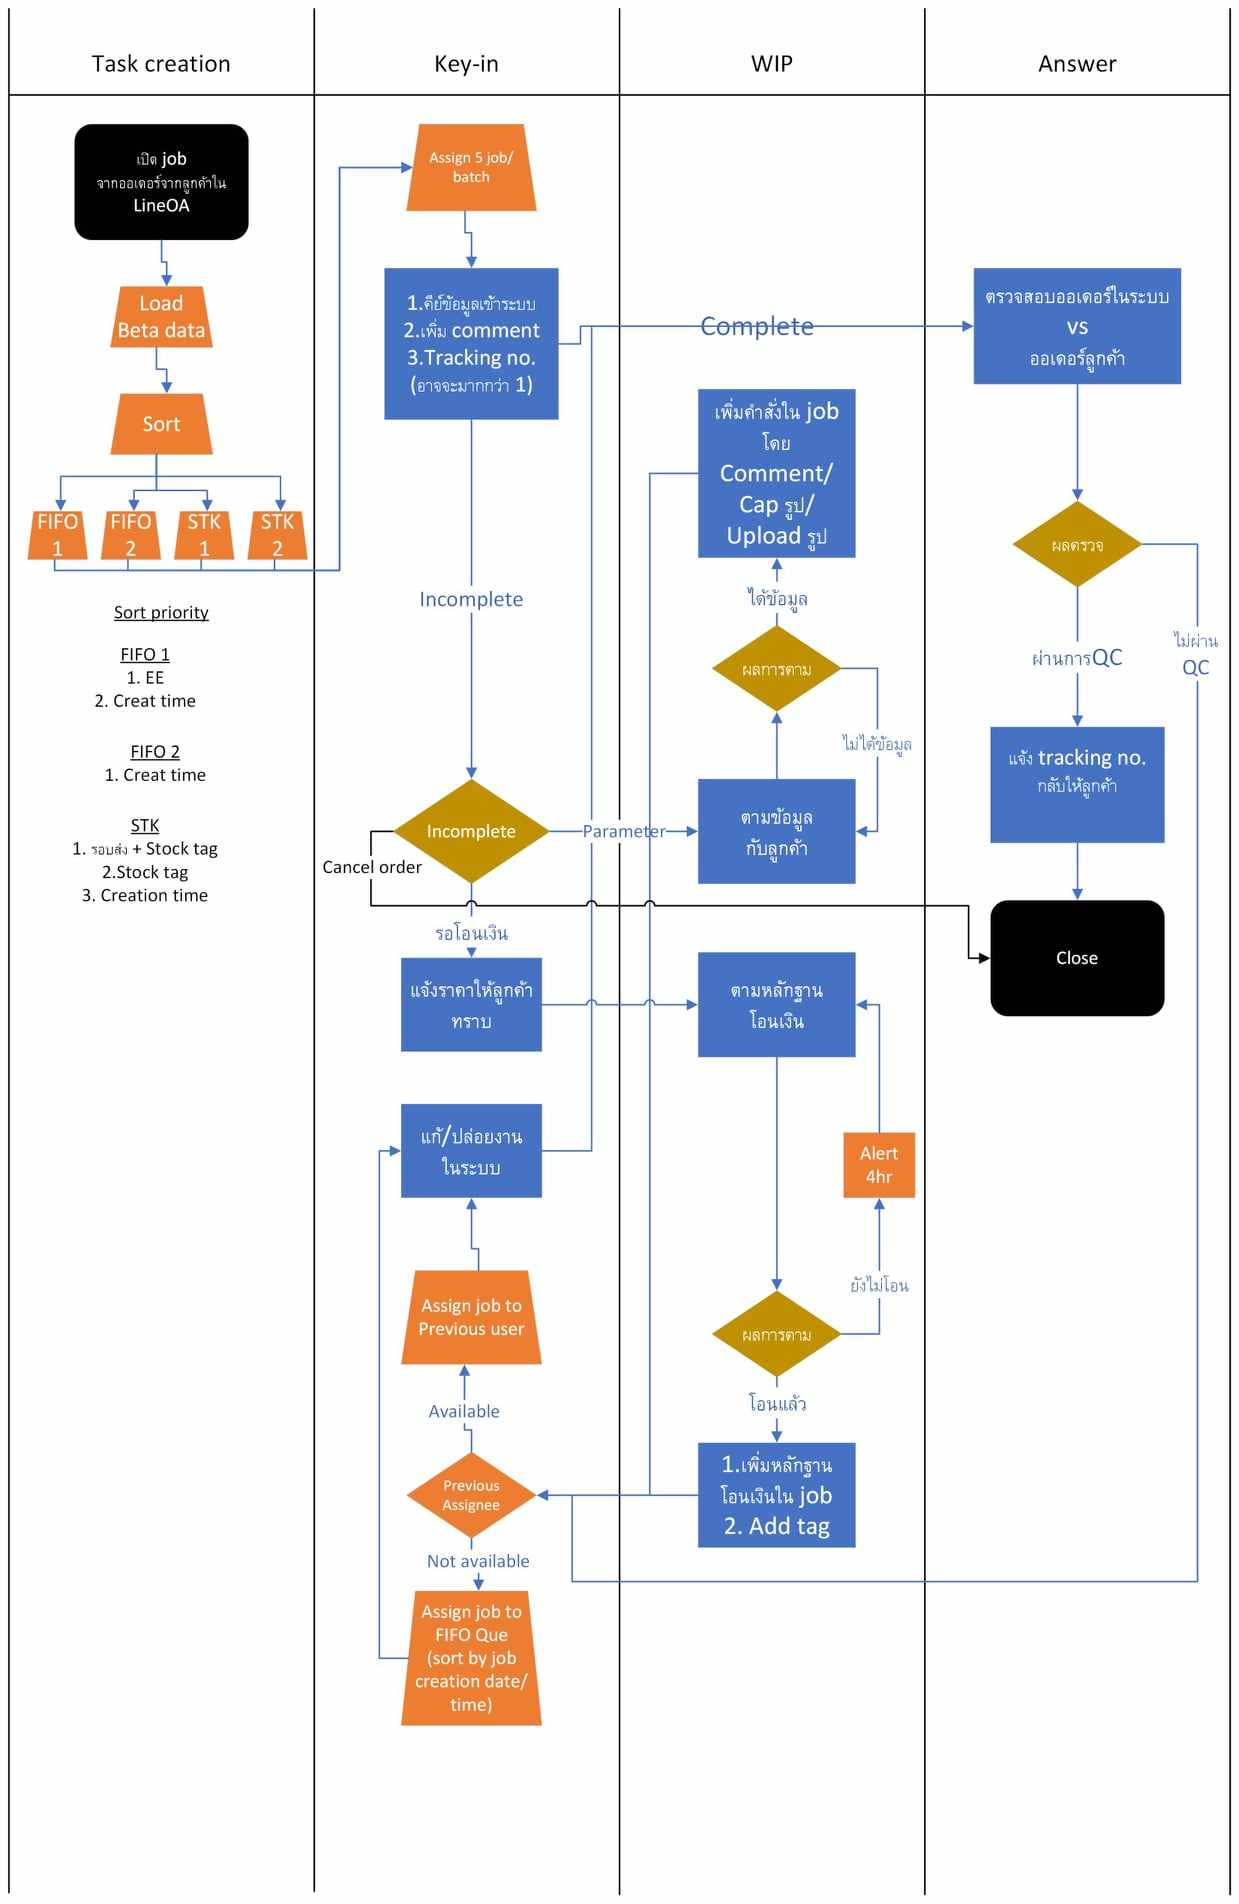 Task creation
Key-in
WIP
Answer
เปิด job
จากออเดอร์จากลูกค้าใน
LineOA
Load
Beta data
Sort
FIFO
1
FIFO
2
STK
1
STK
2
Sort priority
FIFO 1
1. EE
2. Creat time
FIFO 2
1. Creat time
STK
1. รอบส่ง + Stock tag
2.Stock tag
3. Creation time
Assign 5 job/
batch
1.คีย์ข้อมูลเข้าระบบ
2.เพิ่ม comment
3.Tracking no.
(อาจจะมากกว่า 1)
Complete
Incomplete
Incomplete
Parameter
Cancel order
รอโอนเงิน
แจ้งราคาให้ลูกค้า
ทราบ
แก้/ปล่อยงาน
ในระบบ
Assign job to
Previous user
Available
Previous
Assignee
Not available
Assign job to
FIFO Que
(sort by job
creation date/
time)
เพิ่มคำสั่งใน job
โดย
Comment/
Cap รูป/
Upload รูป
ได้ข้อมูล
ผลการตาม
ไม่ได้ข้อมูล
ตามข้อมูล
กับลูกค้า
ตามหลักฐาน
โอนเงิน
Alert
4hr
ยังไม่โอน
ผลการตาม
โอนแล้ว
1.เพิ่มหลักฐาน
โอนเงินใน job
2. Add tag
ตรวจสอบออเดอร์ในระบบ
vs
ออเดอร์ลูกค้า
ผลตรวจ
ผ่านการQC
ไม่ผ่าน
QC
แจ้ง tracking no.
กลับให้ลูกค้า
Close